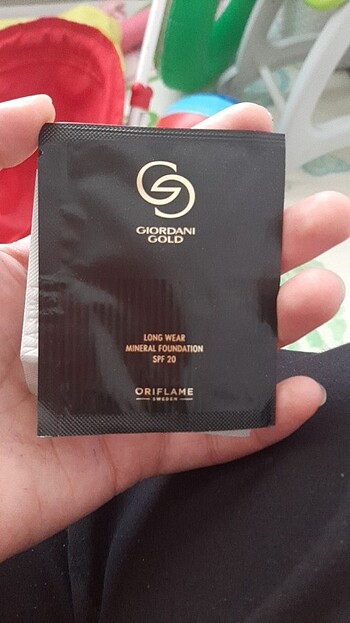 GIORDANI
GOLD
LONG WEAR
MINERAL FOUNDATION
SPF 20
ORIFLAME
SWEDEN